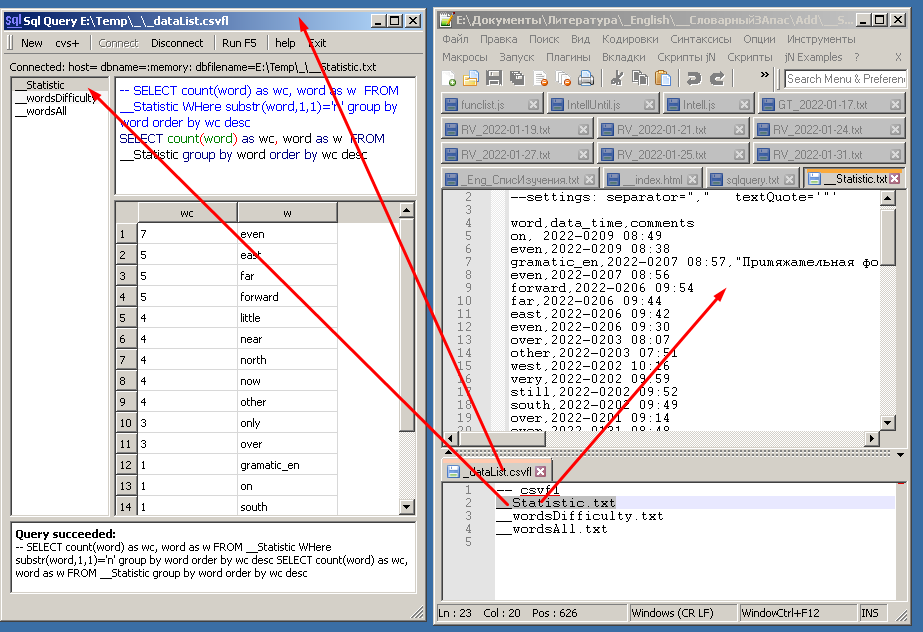 Sql Query E:\Temp\_\_dataList.csvfl
New cvs+ Connect Disconnect Run F5 help Exit
Connected: host= dbname=:memory: dbfilename=E:\Temp\_\__Statistic.txt
__Statistic
__wordsDifficulty
__wordsAll
-- SELECT count(word) as wc, word as w FROM
__Statistic WHere substr(word,1,1)='n' group by
word order by wc desc
SELECT count(word) as wc, word as w FROM
__Statistic group by word order by wc desc
wc w
1 7 even
2 5 east
3 5 far
4 5 forward
5 4 little
6 4 near
7 4 north
8 4 now
9 4 other
10 3 only
11 3 over
12 1 gramatic_en
13 1 on
14 1 south
Query succeeded:
-- SELECT count(word) as wc, word as w FROM __Statistic WHere
substr(word,1,1)='n' group by word order by wc desc SELECT count(word) as wc,
word as w FROM __Statistic group by word order by wc desc
E:\Документы\Литература\_English\__СловарныйЗАпас\Add\__S...
Файл Правка Поиск Вид Кодировки Синтаксисы Опции Инструменты
Макросы Запуск Плагины Вкладки Скрипты jN Скрипты jN Examples ? X
Search Menu & Preferen
funclist.js IntellUntil.js Intell.js GT_2022-01-17.txt
RV_2022-01-19.txt RV_2022-01-21.txt RV_2022-01-24.txt
RV_2022-01-27.txt RV_2022-01-25.txt RV_2022-01-31.txt
_Eng_СписИзучения.txt __index.html sqlquery.txt __Statistic.txt
2 --settings: separator="," textQuote='"'
3
4 word,data_time,comments
5 on, 2022-0209 08:49
6 even,2022-0209 08:38
7 gramatic_en,2022-0207 08:57,"Притяжательная фо
8 even,2022-0207 08:56
9 forward,2022-0206 09:54
10 far,2022-0206 09:44
11 east,2022-0206 09:42
12 even,2022-0206 09:30
13 over,2022-0203 08:07
14 other,2022-0203 07:51
15 west,2022-0202 10:16
16 very,2022-0202 09:59
17 still,2022-0202 09:52
18 south,2022-0202 09:49
19 over,2022-0201 09:14
20 over,2022-0131 08:48
_dataList.csvfl
1 -- csvfl
2 __Statistic.txt
3 __wordsDifficulty.txt
4 __wordsAll.txt
5
Ln : 23 Col : 20 Pos : 626 Windows (CR LF) WindowCtrl+F12 INS